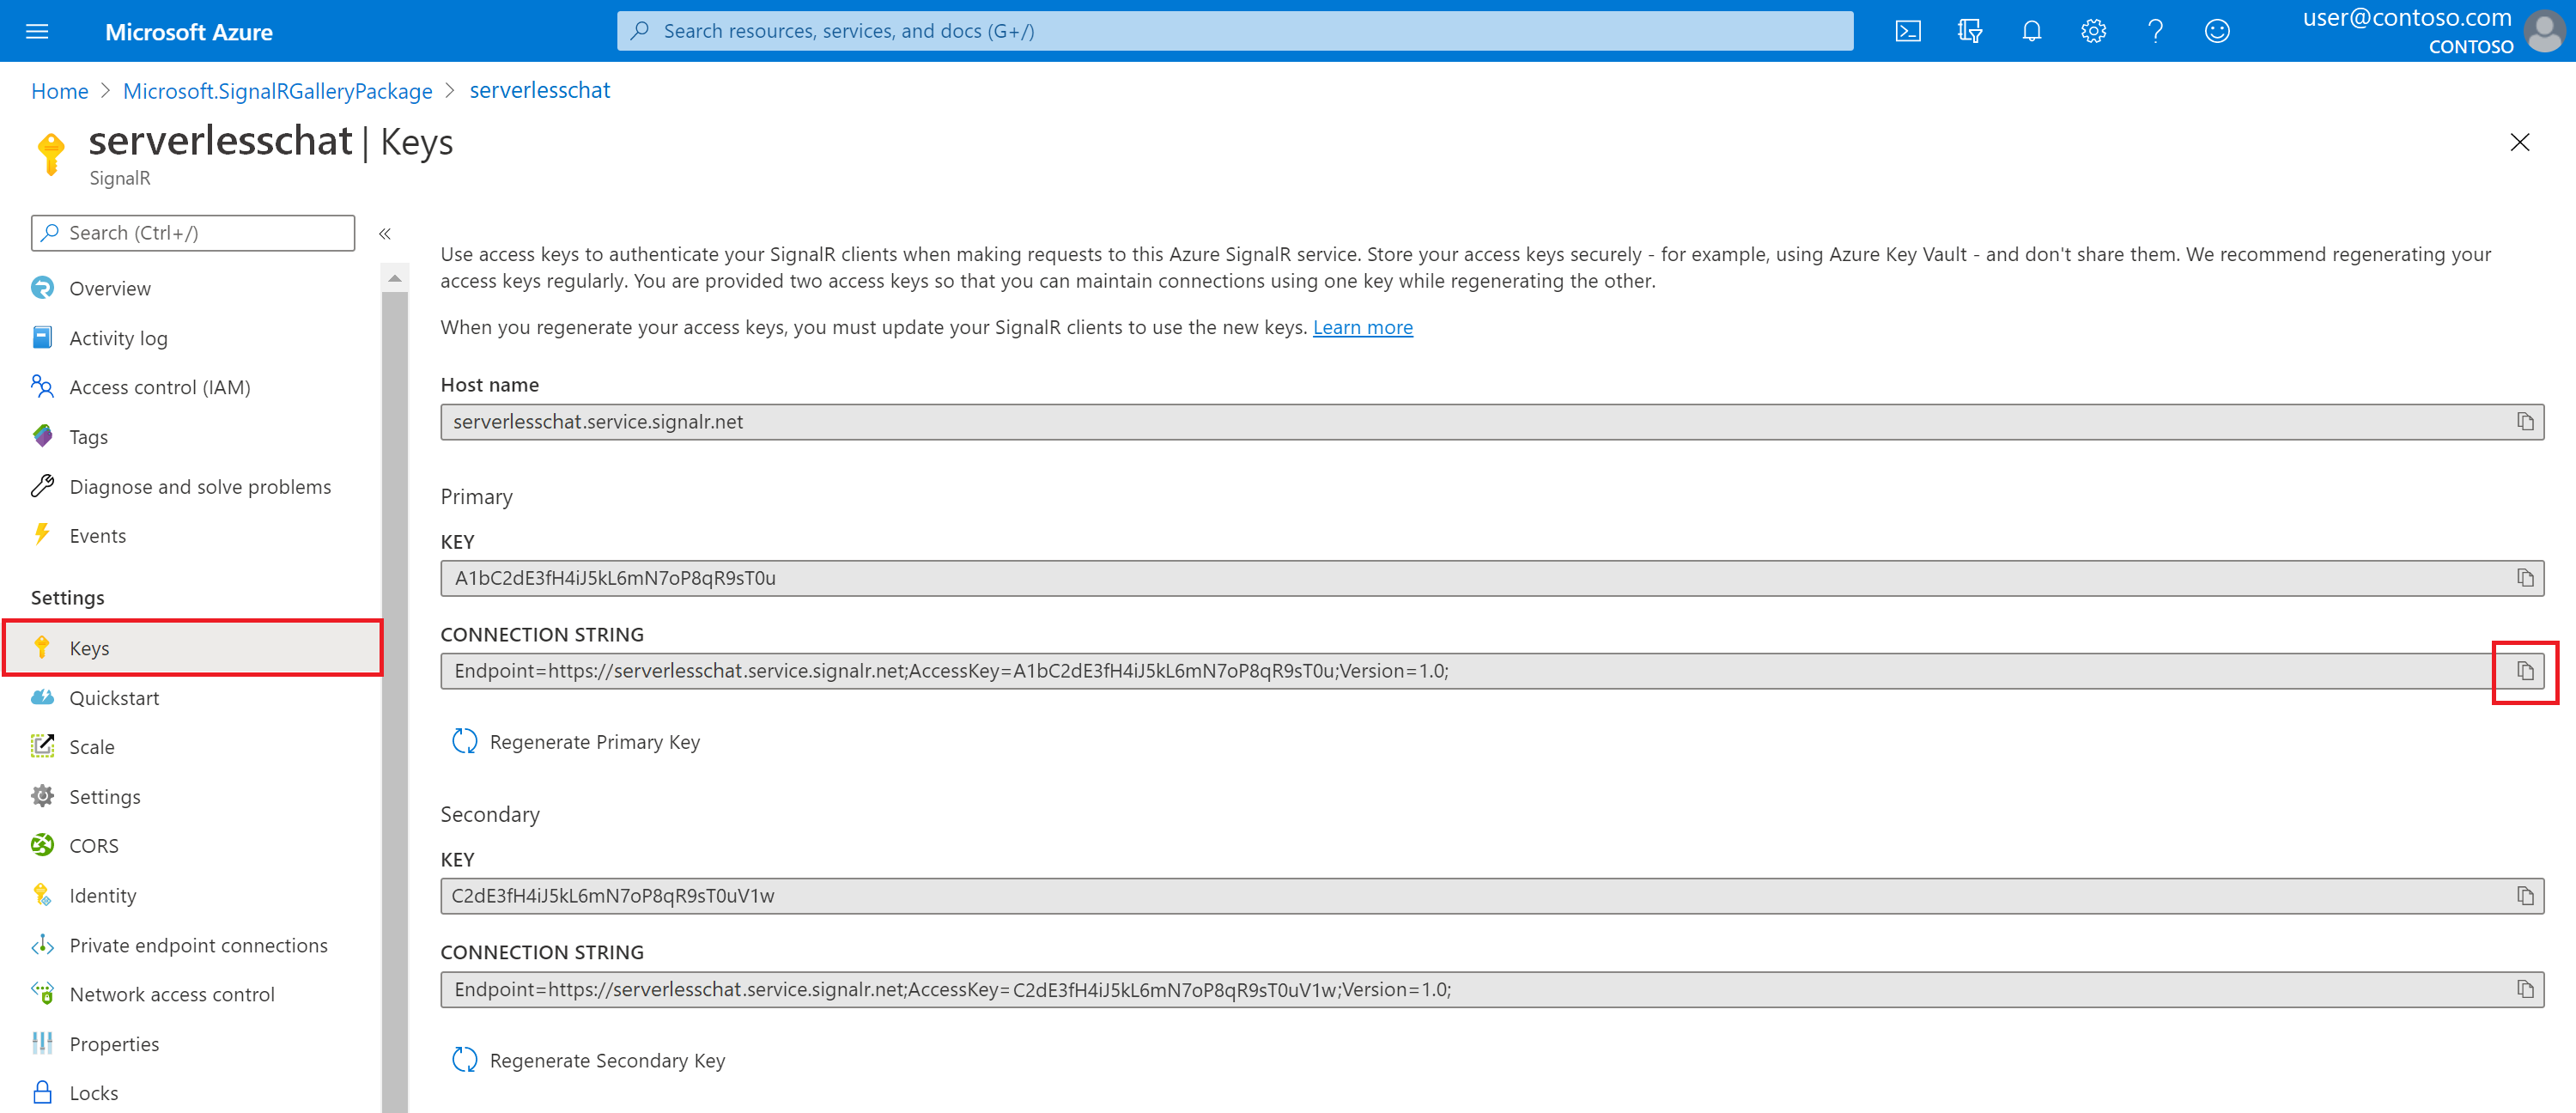 Microsoft Azure
Search resources, services, and docs (G+/)
user@contoso.com
CONTOSO
Home > Microsoft.SignalRGalleryPackage > serverlesschat
serverlesschat | Keys
SignalR
Search (Ctrl+/)
«
Overview
Activity log
Access control (IAM)
Tags
Diagnose and solve problems
Events
Settings
Keys
Quickstart
Scale
Settings
CORS
Identity
Private endpoint connections
Network access control
Properties
Locks
Use access keys to authenticate your SignalR clients when making requests to this Azure SignalR service. Store your access keys securely - for example, using Azure Key Vault - and don't share them. We recommend regenerating your
access keys regularly. You are provided two access keys so that you can maintain connections using one key while regenerating the other.
When you regenerate your access keys, you must update your SignalR clients to use the new keys. Learn more
Host name
serverlesschat.service.signalr.net
Primary
KEY
A1bC2dE3fH4iJ5kL6mN7oP8qR9sT0u
CONNECTION STRING
Endpoint=https://serverlesschat.service.signalr.net;AccessKey=A1bC2dE3fH4iJ5kL6mN7oP8qR9sT0u;Version=1.0;
Regenerate Primary Key
Secondary
KEY
C2dE3fH4iJ5kL6mN7oP8qR9sT0uV1w
CONNECTION STRING
Endpoint=https://serverlesschat.service.signalr.net;AccessKey=C2dE3fH4iJ5kL6mN7oP8qR9sT0uV1w;Version=1.0;
Regenerate Secondary Key